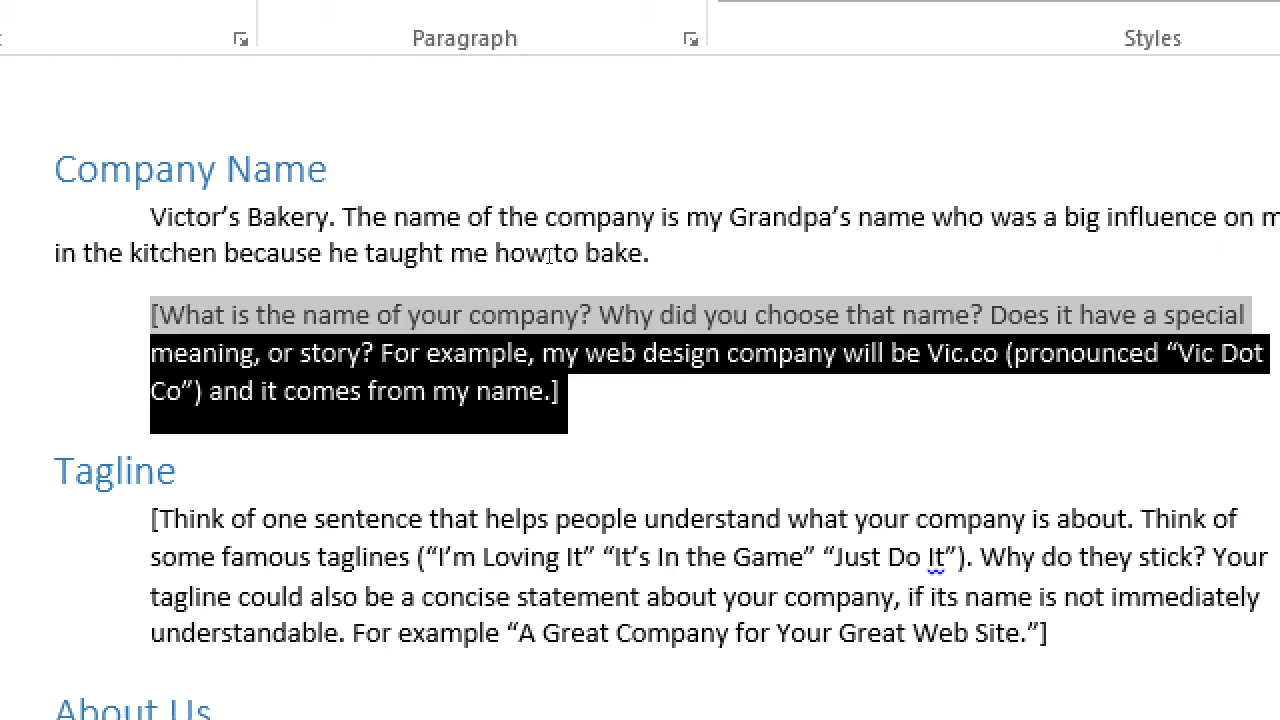 Paragraph
Styles
Company Name
Victor’s Bakery. The name of the company is my Grandpa’s name who was a big influence on
in the kitchen because he taught me how to bake.
[What is the name of your company? Why did you choose that name? Does it have a special
meaning, or story? For example, my web design company will be Vic.co (pronounced “Vic Dot
Co”) and it comes from my name.]
Tagline
[Think of one sentence that helps people understand what your company is about. Think of
some famous taglines (“I’m Loving It” “It’s In the Game” “Just Do It”). Why do they stick? Your
tagline could also be a concise statement about your company, if its name is not immediately
understandable. For example “A Great Company for Your Great Web Site.”]
About Us